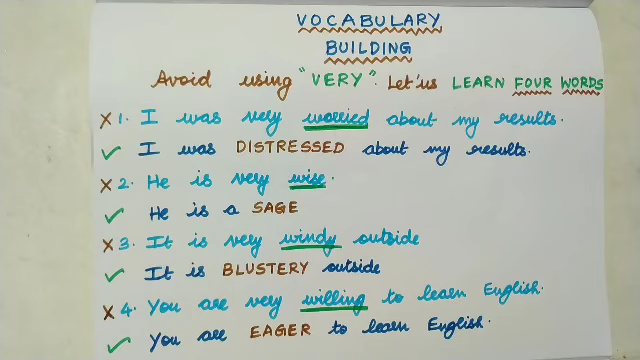 VOCABULARY
BUILDING
Avoid using "VERY". Let us LEARN FOUR WORDS
× 1. I was very worried about my results.
✓ I was DISTRESSED about my results.
× 2. He is very wise.
✓ He is a SAGE
× 3. It is very windy outside
✓ It is BLUSTERY outside
× 4. You are very willing to learn English.
✓ You are EAGER to learn English.